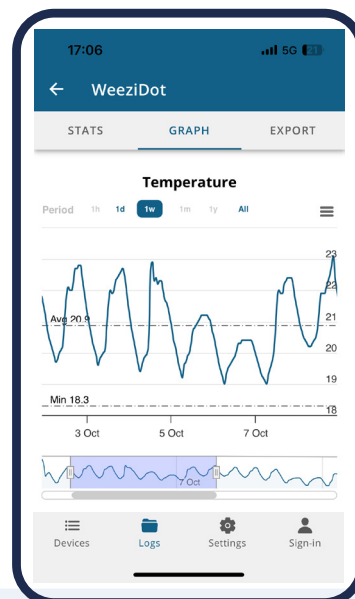 17:06 5G 21
WeeziDot
STATS GRAPH EXPORT
Temperature
Period 1h 1d 1w 1m 1y All
23
22
Avg 20.9
21
20
19
Min 18.3
18
3 Oct 5 Oct 7 Oct
7 Oct
Devices Logs Settings Sign-in